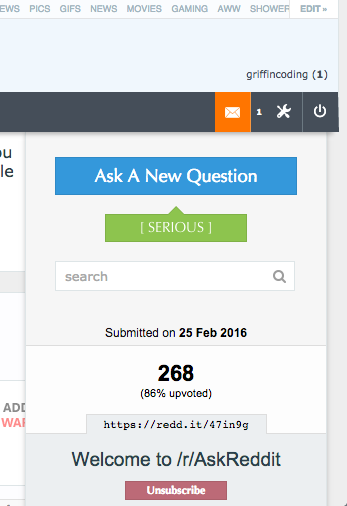 EWS PICS GIFS NEWS MOVIES GAMING AWW SHOWER EDIT »
griffincoding (1)
1
ou
le
Ask A New Question
[ SERIOUS ]
search
Submitted on 25 Feb 2016
268
(86% upvoted)
ADD
WAR
https://redd.it/47in9g
Welcome to /r/AskReddit
Unsubscribe